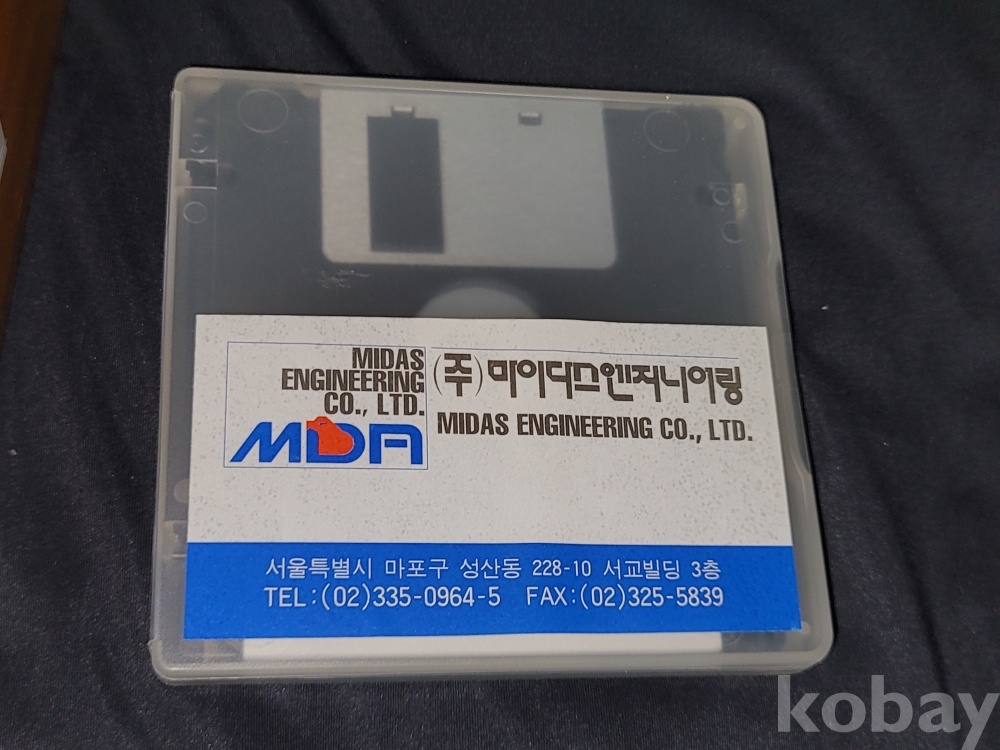 MIDAS
ENGINEERING
CO., LTD.
MDA
(주)마이다스엔지니어링
MIDAS ENGINEERING CO., LTD.
서울특별시 마포구 성산동 228-10 서교빌딩 3층
TEL:(02)335-0964-5 FAX:(02)325-5839
kobay